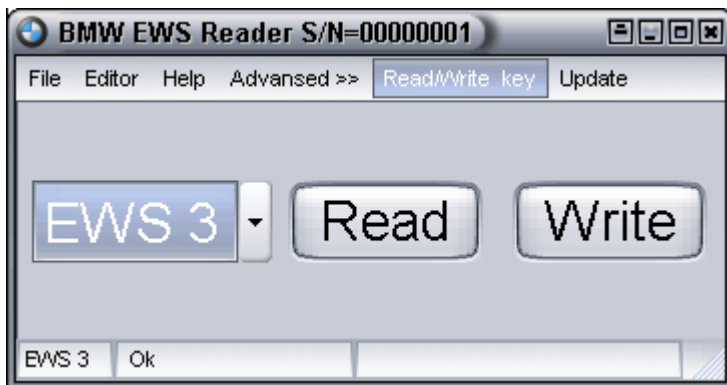 BMW EWS Reader S/N=00000001
File Editor Help Advansed >> Read/Write key Update
EWS 3 Read Write
EWS 3 Ok